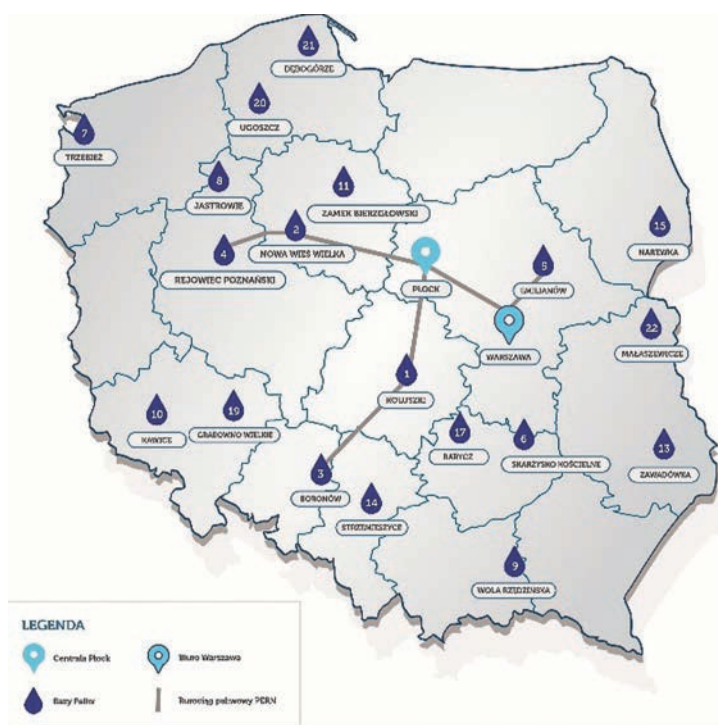 21
DĘBOGÓRZE
20
UGOSZCZ
7
TRZEBIEŻ
8
JASTROWIE
11
ZAMEK BIERZGŁOWSKI
15
NAREWKA
2
NOWA WIEŚ WIELKA
4
REJOWIEC POZNAŃSKI
PŁOCK
5
EMILIANÓW
22
MAŁASZEWICZE
WARSZAWA
1
KOLUSZKI
10
KAWICE
19
GRABOWNO WIELKIE
17
BARYCZ
6
SKARŻYSKO KOŚCIELNE
13
ZAWADÓWKA
3
BORONÓW
14
STRZEMIESZYCE
9
WOLA RZĘDZIŃSKA
LEGENDA
Centrala Płock
Biuro Warszawa
Bazy Paliw
Rurociąg paliwowy PERN